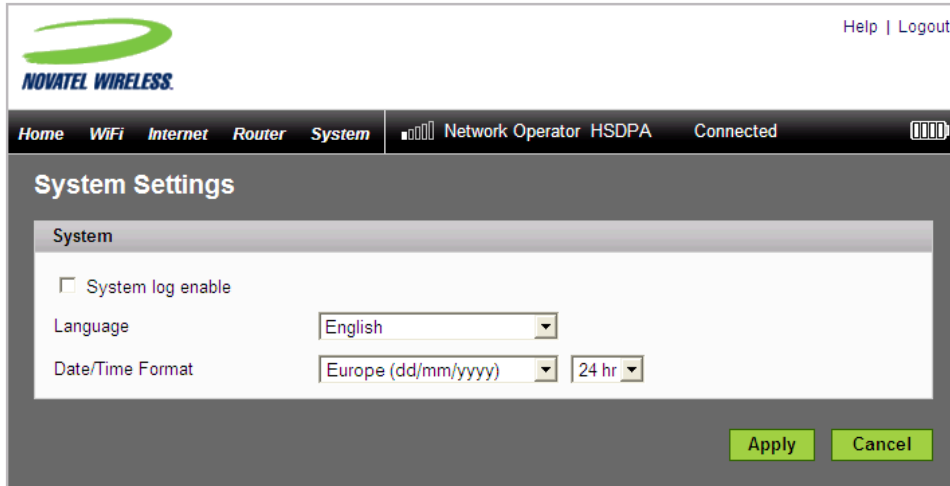 Help | Logout
NOVATEL WIRELESS.
Home WiFi Internet Router System Network Operator HSDPA Connected
System Settings
System
System log enable
Language English
Date/Time Format Europe (dd/mm/yyyy) 24 hr
Apply Cancel